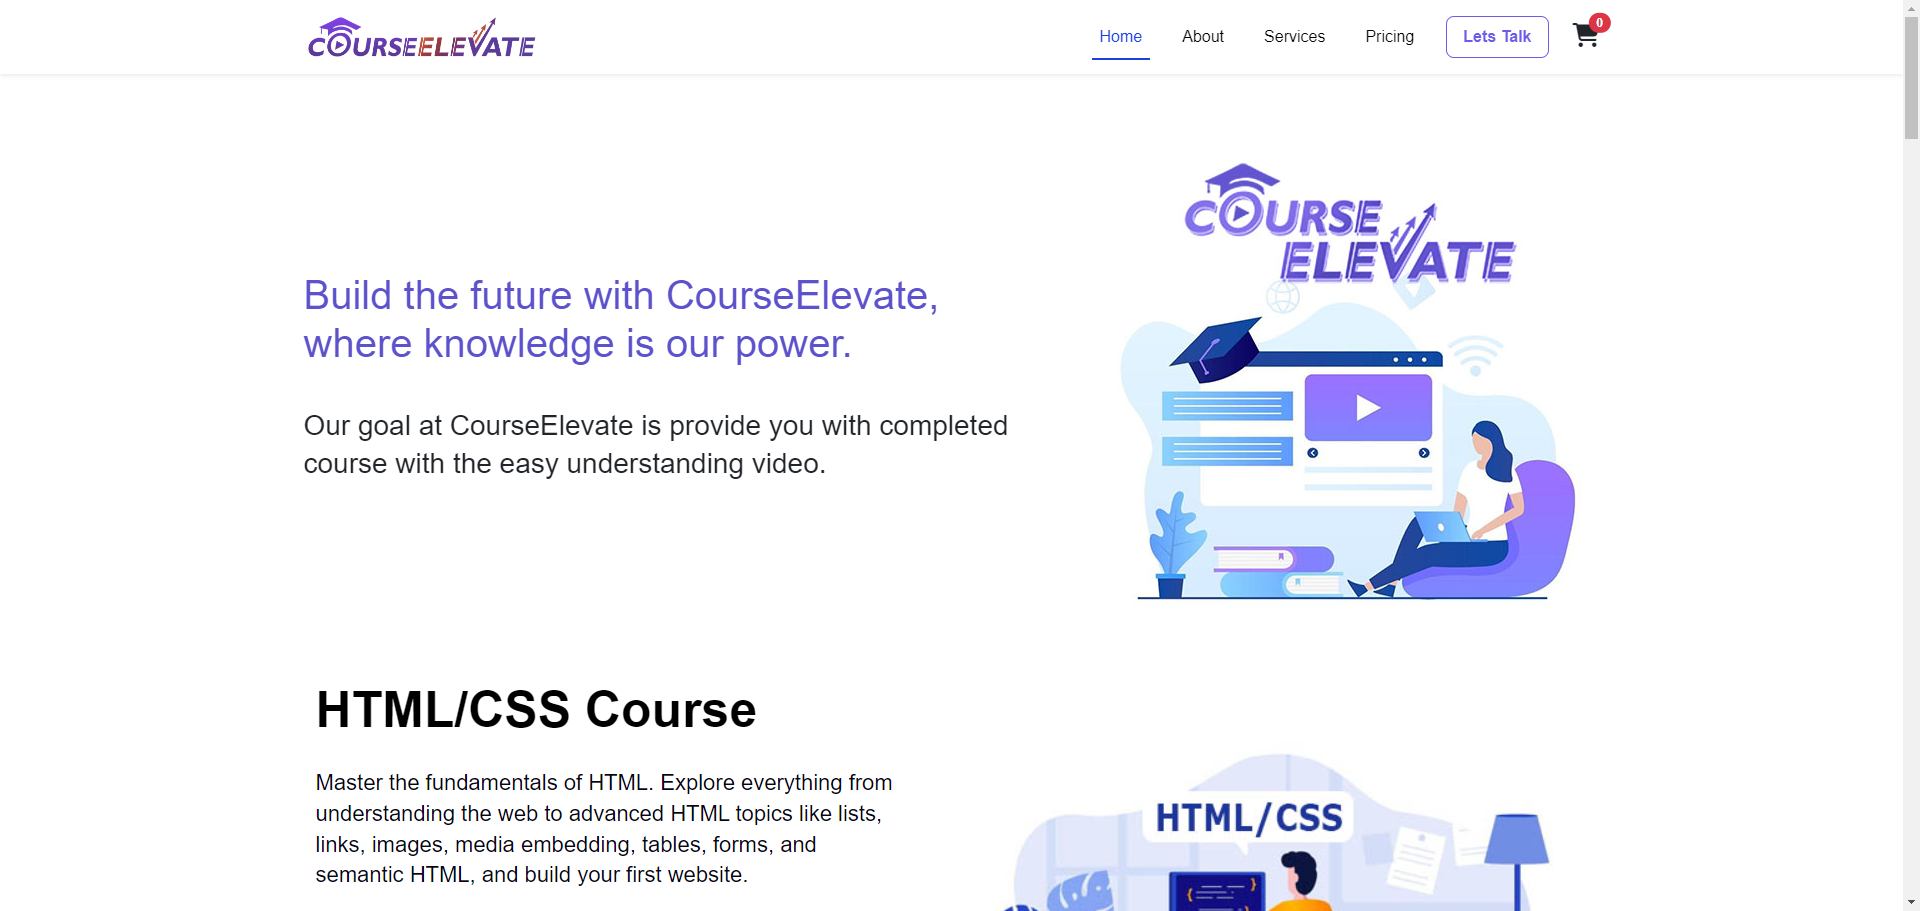 COURSEELEVATE
Home
About
Services
Pricing
Lets Talk
0
COURSE
ELEVATE
Build the future with CourseElevate,
where knowledge is our power.
Our goal at CourseElevate is provide you with completed
course with the easy understanding video.
HTML/CSS Course
Master the fundamentals of HTML. Explore everything from
understanding the web to advanced HTML topics like lists,
links, images, media embedding, tables, forms, and
semantic HTML, and build your first website.
HTML/CSS